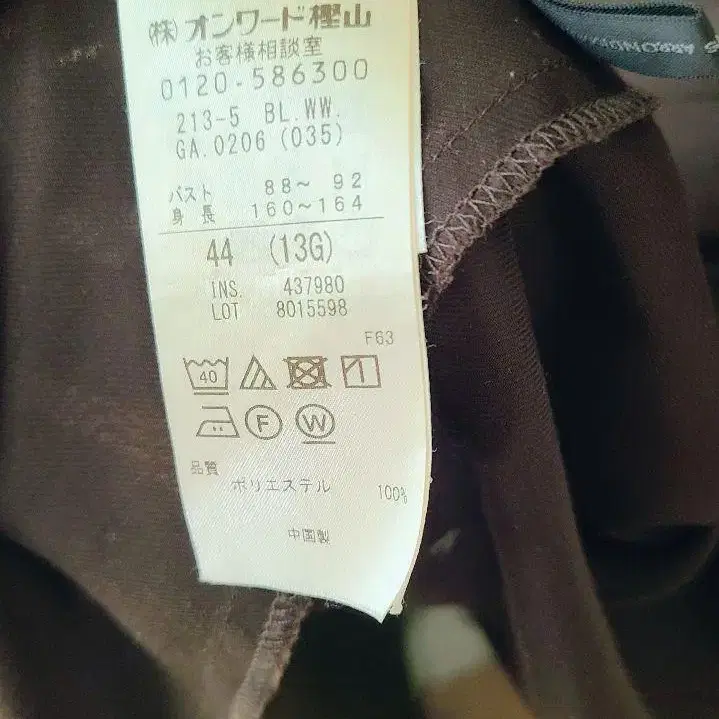 (株) オンワード樫山
お客様相談室
0120-586300
213-5 BL.WW.
GA.0206 (035)
バスト 88～ 92
身長 160～164
44 (13G)
INS. 437980
LOT 8015598
F63
40
F W
品質
ポリエステル 100%
中国製